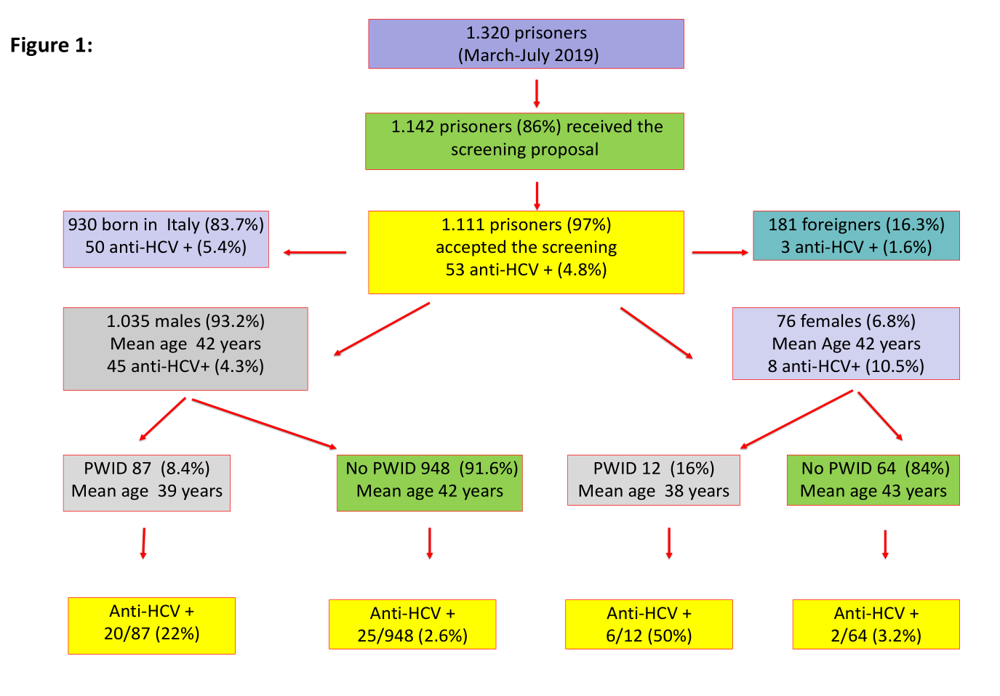 Figure 1:
1.320 prisoners
(March-July 2019)
1.142 prisoners (86%) received the
screening proposal
930 born in Italy (83.7%)
50 anti-HCV + (5.4%)
1.111 prisoners (97%)
accepted the screening
53 anti-HCV + (4.8%)
181 foreigners (16.3%)
3 anti-HCV + (1.6%)
1.035 males (93.2%)
Mean age 42 years
45 anti-HCV+ (4.3%)
76 females (6.8%)
Mean Age 42 years
8 anti-HCV+ (10.5%)
PWID 87 (8.4%)
Mean age 39 years
No PWID 948 (91.6%)
Mean age 42 years
PWID 12 (16%)
Mean age 38 years
No PWID 64 (84%)
Mean age 43 years
Anti-HCV +
20/87 (22%)
Anti-HCV +
25/948 (2.6%)
Anti-HCV +
6/12 (50%)
Anti-HCV +
2/64 (3.2%)